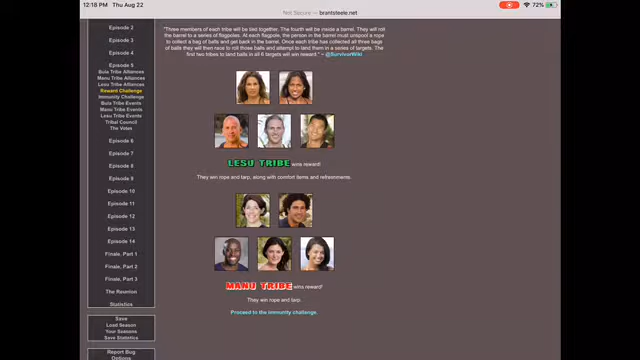 12:18 PM Thu Aug 22
72%
Not Secure — brantsteele.net
Episode 2
Episode 3
Episode 4
Episode 5
Bula Tribe Alliances
Manu Tribe Alliances
Lesu Tribe Alliances
Reward Challenge
Immunity Challenge
Bula Tribe Events
Manu Tribe Events
Lesu Tribe Events
Tribal Council
The Votes
Episode 6
Episode 7
Episode 8
Episode 9
Episode 10
Episode 11
Episode 12
Episode 13
Episode 14
Finale, Part 1
Finale, Part 2
Finale, Part 3
The Reunion
Statistics
Save
Load Season
Your Seasons
Save Statistics
Report Bug
Options
"Three members of each tribe will be tied together. The fourth will be inside a barrel. They will roll
the barrel to a series of flagpoles. At each flagpole, the person in the barrel must unspool a rope
to collect a bag of balls and get back in the barrel. Once each tribe has collected all three bags
of balls they will then race to roll those balls and attempt to land them in a series of targets. The
first two tribes to land balls in all 6 targets will win reward." ~ @SurvivorWiki
LESU TRIBE wins reward!
They win rope and tarp, along with comfort items and refreshments.
MANU TRIBE wins reward!
They win rope and tarp.
Proceed to the immunity challenge.